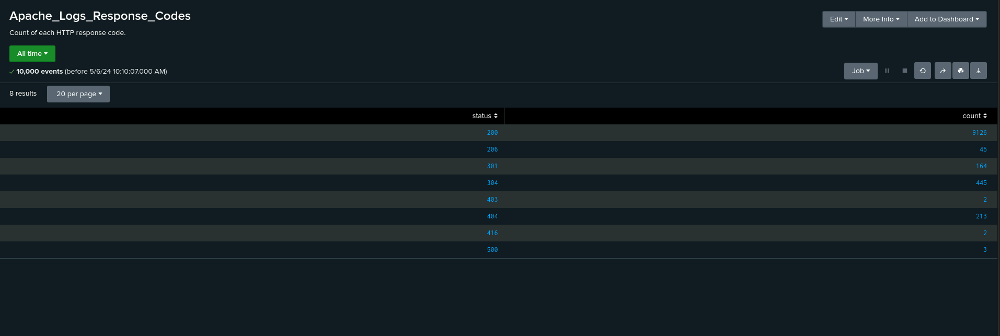 Apache_Logs_Response_Codes
Edit More Info Add to Dashboard
Count of each HTTP response code.
All time
10,000 events (before 5/6/24 10:10:07.000 AM)
Job
8 results 20 per page
status count
200 9126
206 45
301 164
304 445
403 2
404 213
416 2
500 3